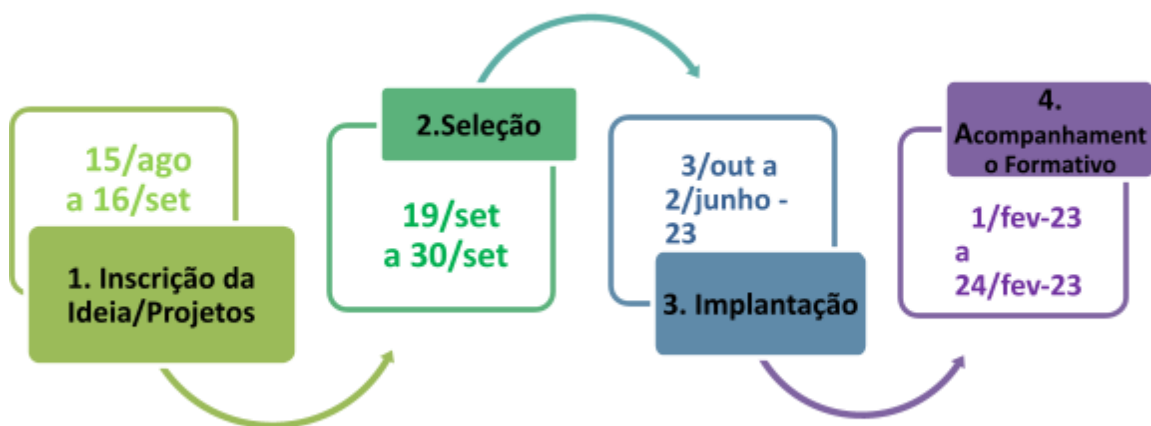 15/ago
a 16/set
1. Inscrição da
Ideia/Projetos
2.Seleção
19/set
a 30/set
3/out a
2/junho -
23
3. Implantação
4.
Acompanhament
o Formativo
1/fev-23
a
24/fev-23